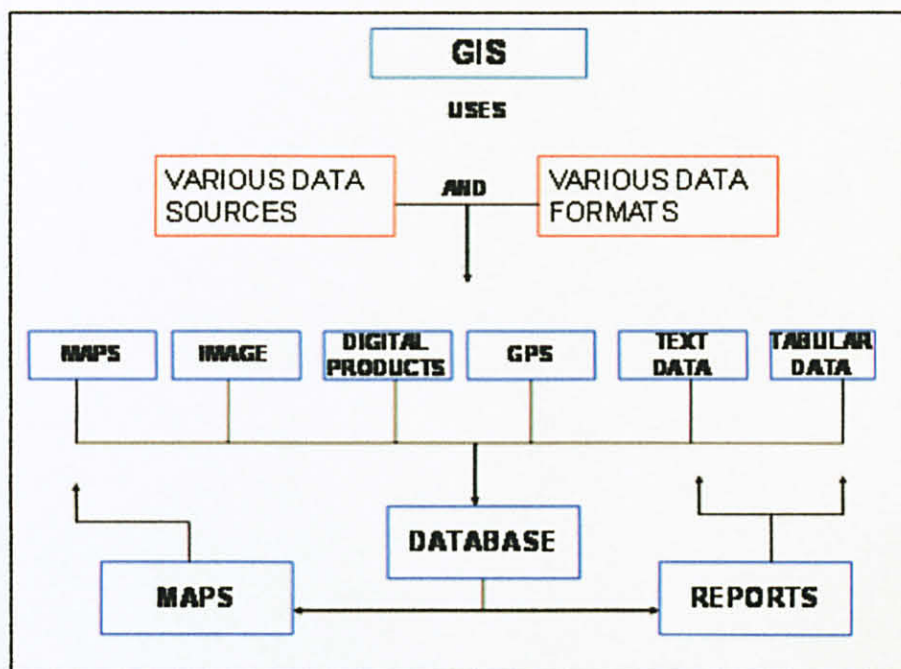 GIS
USES
VARIOUS DATA
SOURCES
AND
VARIOUS DATA
FORMATS
MAPS
IMAGE
DIGITAL
PRODUCTS
GPS
TEXT
DATA
TABULAR
DATA
DATABASE
MAPS
REPORTS